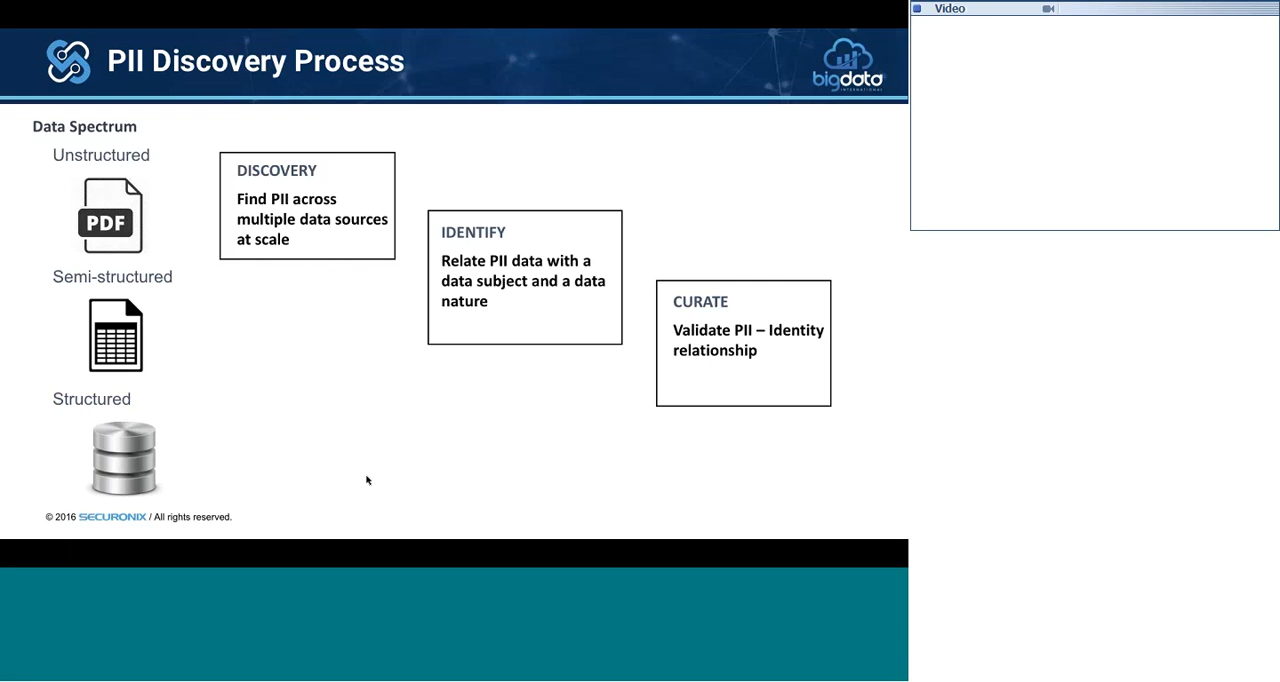 PII Discovery Process
bigdata
INTERNATIONAL
Video
Data Spectrum
Unstructured
PDF
Semi-structured
Structured
DISCOVERY
Find PII across
multiple data sources
at scale
IDENTIFY
Relate PII data with a
data subject and a data
nature
CURATE
Validate PII – Identity
relationship
© 2016 SECURONIX / All rights reserved.